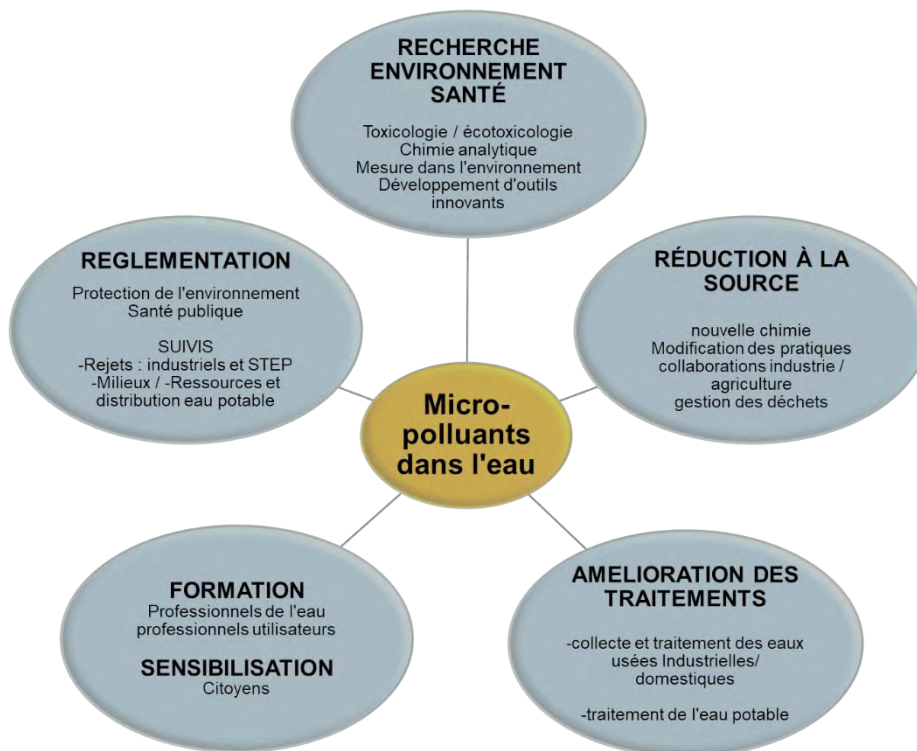 RECHERCHE
ENVIRONNEMENT
SANTÉ
Toxicologie / écotoxicologie
Chimie analytique
Mesure dans l'environnement
Développement d'outils
innovants
REGLEMENTATION
Protection de l'environnement
Santé publique
SUIVIS
-Rejets : industriels et STEP
-Milieux / -Ressources et
distribution eau potable
RÉDUCTION À LA
SOURCE
nouvelle chimie
Modification des pratiques
collaborations industrie /
agriculture
gestion des déchets
Micro-
polluants
dans l'eau
FORMATION
Professionnels de l'eau
professionnels utilisateurs
SENSIBILISATION
Citoyens
AMELIORATION DES
TRAITEMENTS
-collecte et traitement des eaux
usées Industrielles/
domestiques
-traitement de l'eau potable